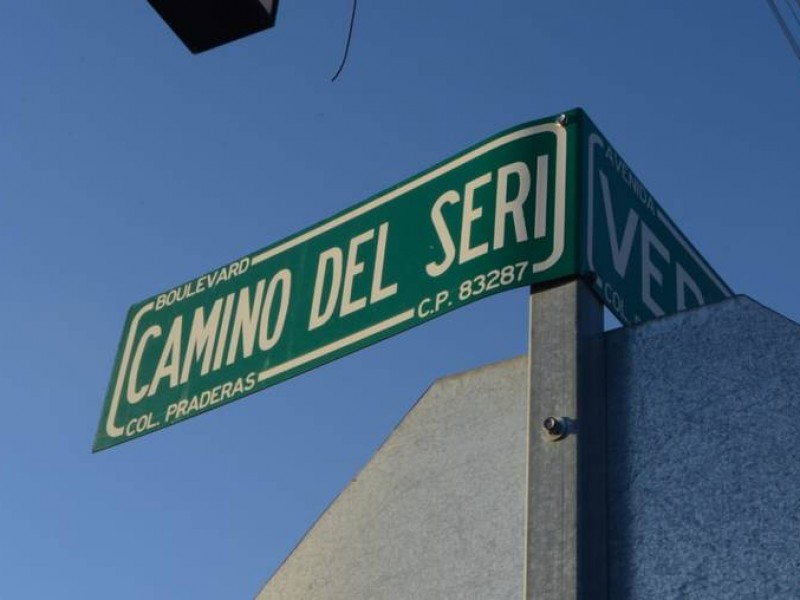 BOULEVARD
CAMINO DEL SERI
COL. PRADERAS
C.P. 83287
AVENIDA
COL.